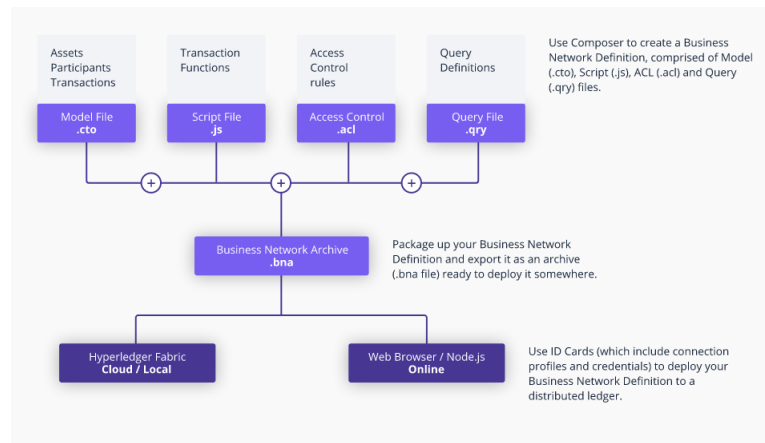 Assets
Participants
Transactions
Transaction
Functions
Access
Control
rules
Query
Definitions
Use Composer to create a Business
Network Definition, comprised of Model
(.cto), Script (.js), ACL (.acl) and Query
(.qry) files.
Model File
.cto
Script File
.js
Access Control
.acl
Query File
.qry
+
+
+
Business Network Archive
.bna
Package up your Business Network
Definition and export it as an archive
(.bna file) ready to deploy it somewhere.
Hyperledger Fabric
Cloud / Local
Web Browser / Node.js
Online
Use ID Cards (which include connection
profiles and credentials) to deploy your
Business Network Definition to a
distributed ledger.